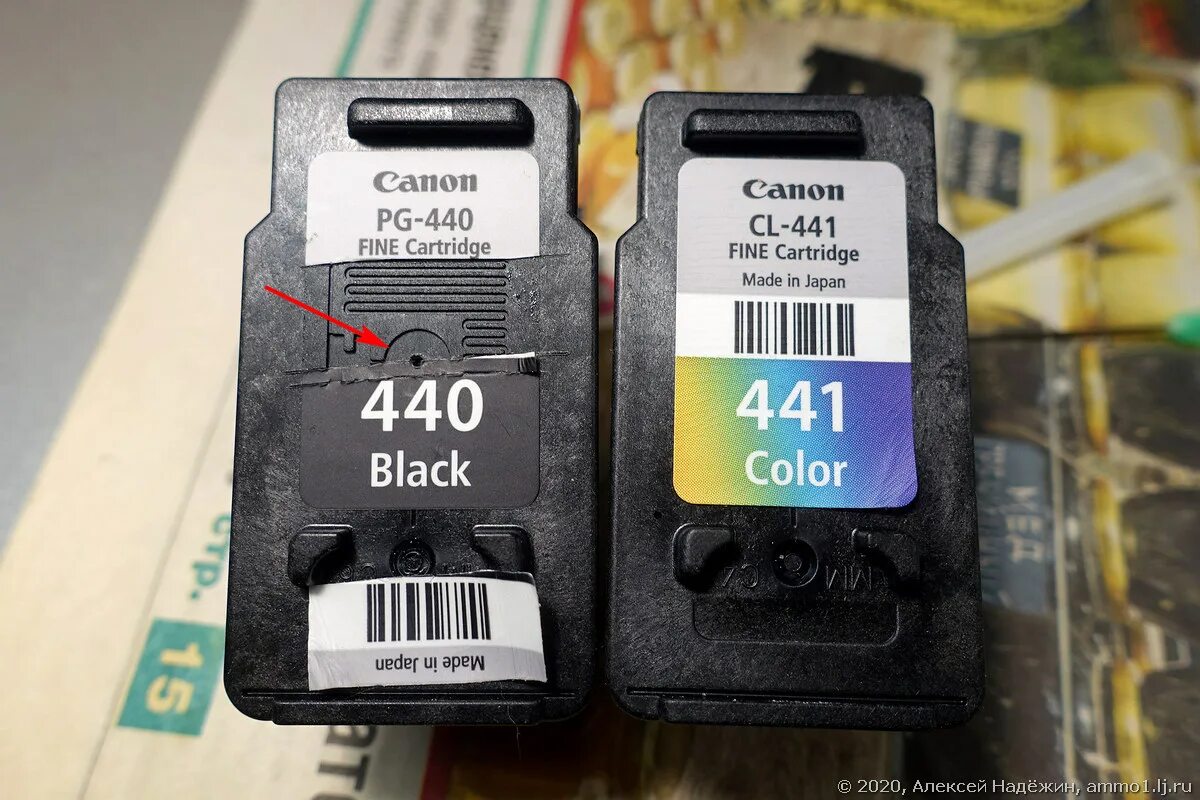 Canon
PG-440
FINE Cartridge
440
Black
Made in Japan
Canon
CL-441
FINE Cartridge
Made in Japan
441
Color
стр.
15
МЕД
© 2020, Алексей Надёжин, ammo1.lj.ru